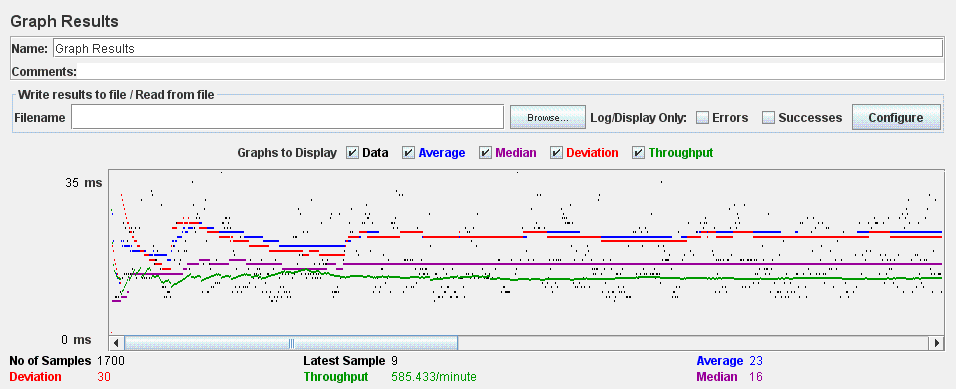 Graph Results
Name: Graph Results
Comments:
Write results to file / Read from file
Filename Browse... Log/Display Only: Errors Successes Configure
Graphs to Display Data Average Median Deviation Throughput
35 ms
0 ms
No of Samples 1700 Latest Sample 9 Average 23
Deviation 30 Throughput 585.433/minute Median 16